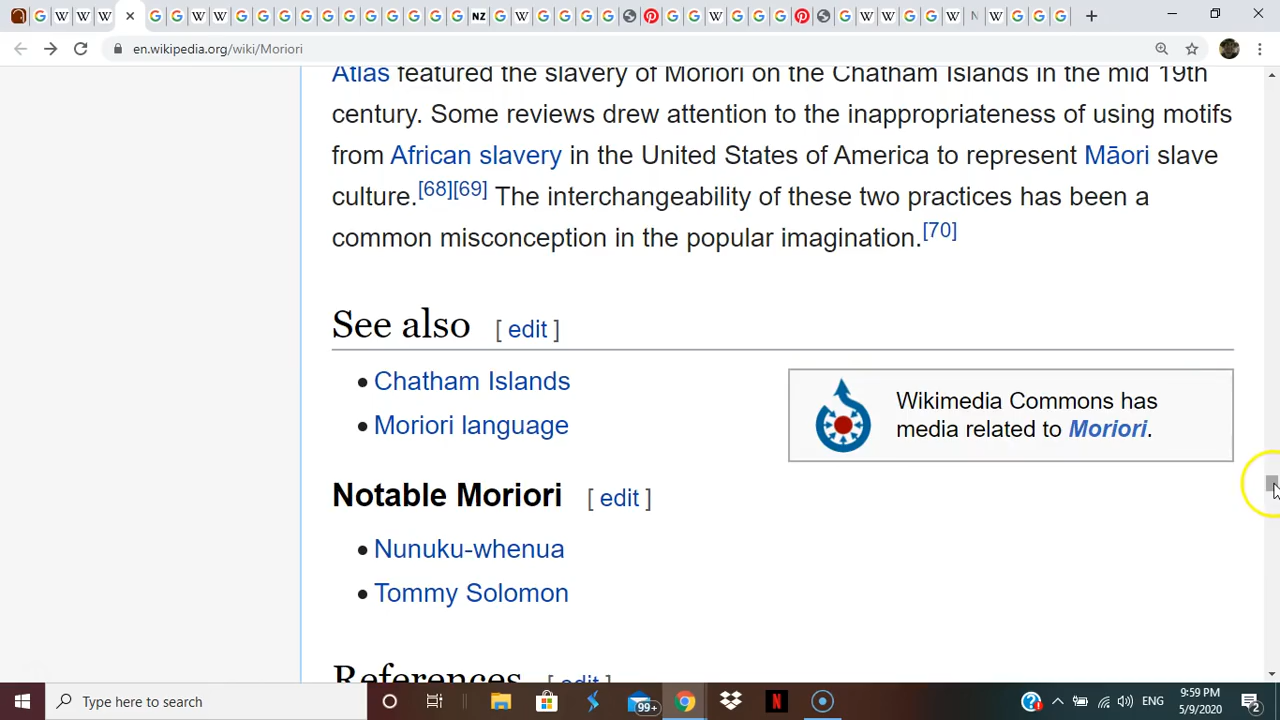 en.wikipedia.org/wiki/Moriori
Atlas featured the slavery of Moriori on the Chatham Islands in the mid 19th
century. Some reviews drew attention to the inappropriateness of using motifs
from African slavery in the United States of America to represent Māori slave
culture.[68][69] The interchangeability of these two practices has been a
common misconception in the popular imagination.[70]
See also [ edit ]
• Chatham Islands
• Moriori language
Wikimedia Commons has
media related to Moriori.
Notable Moriori [ edit ]
• Nunuku-whenua
• Tommy Solomon
References [ edit ]
Type here to search
99+
ENG
9:59 PM
5/9/2020
2